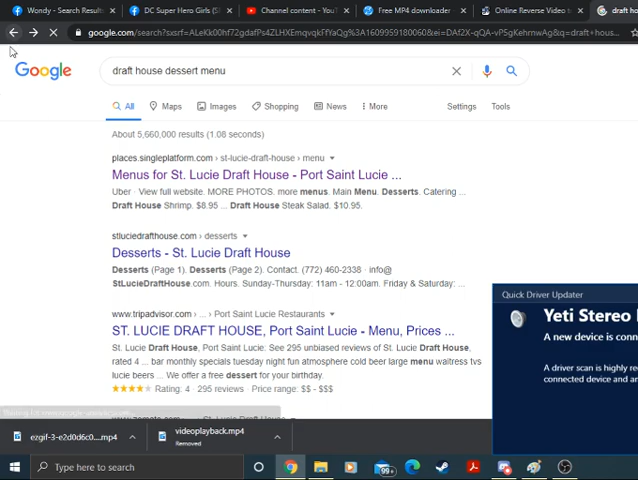 Wondy - Search Results
DC Super Hero Girls (S
Channel content - YouT
Free MP4 downloader
Online Reverse Video to
draft ho
google.com/search?sxsrf=ALeKk00hf72gdafPs4ZLHXEmqvqkFfYaQg%3A1609959180060&ei=DAf2X-qQA-vPSgKehrmwAg&q=draft+hous...
Google
draft house dessert menu
All
Maps
Images
Shopping
News
More
Settings
Tools
About 5,660,000 results (1.08 seconds)
places.singleplatform.com › st-lucie-draft-house › menu
Menus for St. Lucie Draft House - Port Saint Lucie ...
Uber · View full website. MORE PHOTOS. more menus. Main Menu. Desserts. Catering ...
Draft House Shrimp. $8.95 ... Draft House Steak Salad. $10.95.
stluciedrafthouse.com › desserts
Desserts - St. Lucie Draft House
Desserts (Page 1). Desserts (Page 2). Contact. (772) 460-2338 · info@
StLucieDraftHouse.com. Hours. Sunday-Thursday: 11am - 12:00am. Friday & Saturday: ...
www.tripadvisor.com › ... › Port Saint Lucie Restaurants
ST. LUCIE DRAFT HOUSE, Port Saint Lucie - Menu, Prices ...
St. Lucie Draft House, Port Saint Lucie: See 295 unbiased reviews of St. Lucie Draft House,
rated 4 ... bar monthly specials tuesday night fun atmosphere cold beer large menu waitress tvs
lucie beers ... We offer a free dessert for your birthday.
Rating: 4 · 295 reviews · Price range: $$ - $$$
Quick Driver Updater
Yeti Stereo
A new device is conn
A driver scan is highly re
connected device and an
ezgif-3-e2d0d6c0....mp4
videoplayback.mp4
Removed
Type here to search
99+